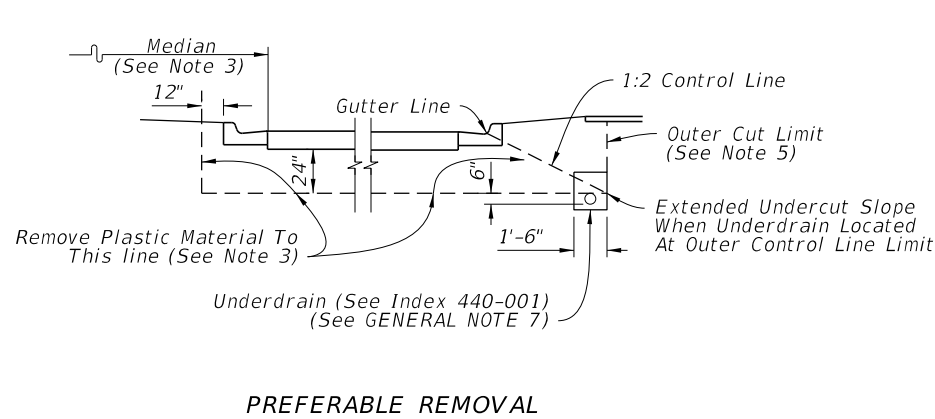 Median
(See Note 3)
12"
Gutter Line
1:2 Control Line
Outer Cut Limit
(See Note 5)
24"
6"
Extended Undercut Slope
When Underdrain Located
At Outer Control Line Limit
Remove Plastic Material To
This line (See Note 3)
1'-6"
Underdrain (See Index 440-001)
(See GENERAL NOTE 7)
PREFERABLE REMOVAL